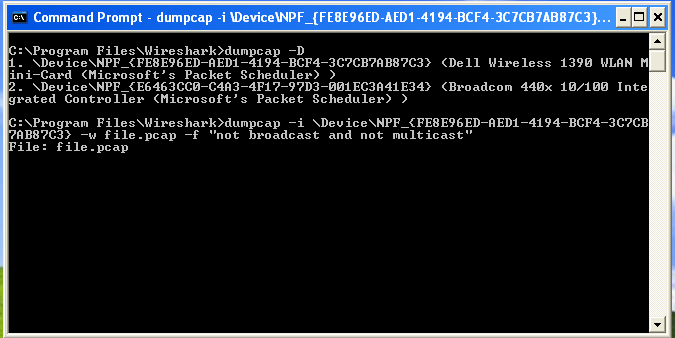 Command Prompt - dumpcap -i \Device\NPF_{FE8E96ED-AED1-4194-BCF4-3C7CB7AB87C3}...
C:\Program Files\Wireshark>dumpcap -D
1. \Device\NPF_{FE8E96ED-AED1-4194-BCF4-3C7CB7AB87C3} (Dell Wireless 1390 WLAN M
ini-Card (Microsoft's Packet Scheduler) )
2. \Device\NPF_{E6463CC0-C4A3-4F17-97D3-001EC3A41E34} (Broadcom 440x 10/100 Inte
grated Controller (Microsoft's Packet Scheduler) )
C:\Program Files\Wireshark>dumpcap -i \Device\NPF_{FE8E96ED-AED1-4194-BCF4-3C7CB
7AB87C3} -w file.pcap -f "not broadcast and not multicast"
File: file.pcap